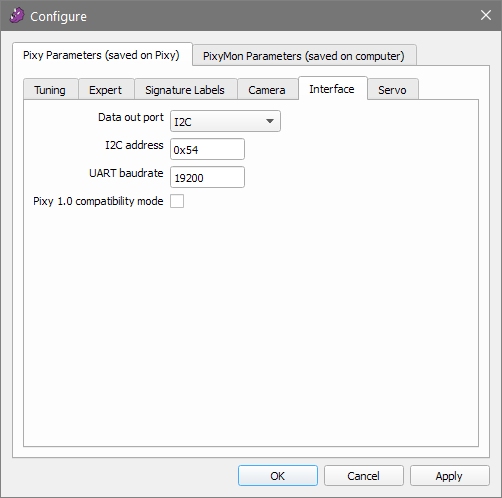 Configure
Pixy Parameters (saved on Pixy) PixyMon Parameters (saved on computer)
Tuning Expert Signature Labels Camera Interface Servo
Data out port I2C
I2C address 0x54
UART baudrate 19200
Pixy 1.0 compatibility mode
OK Cancel Apply